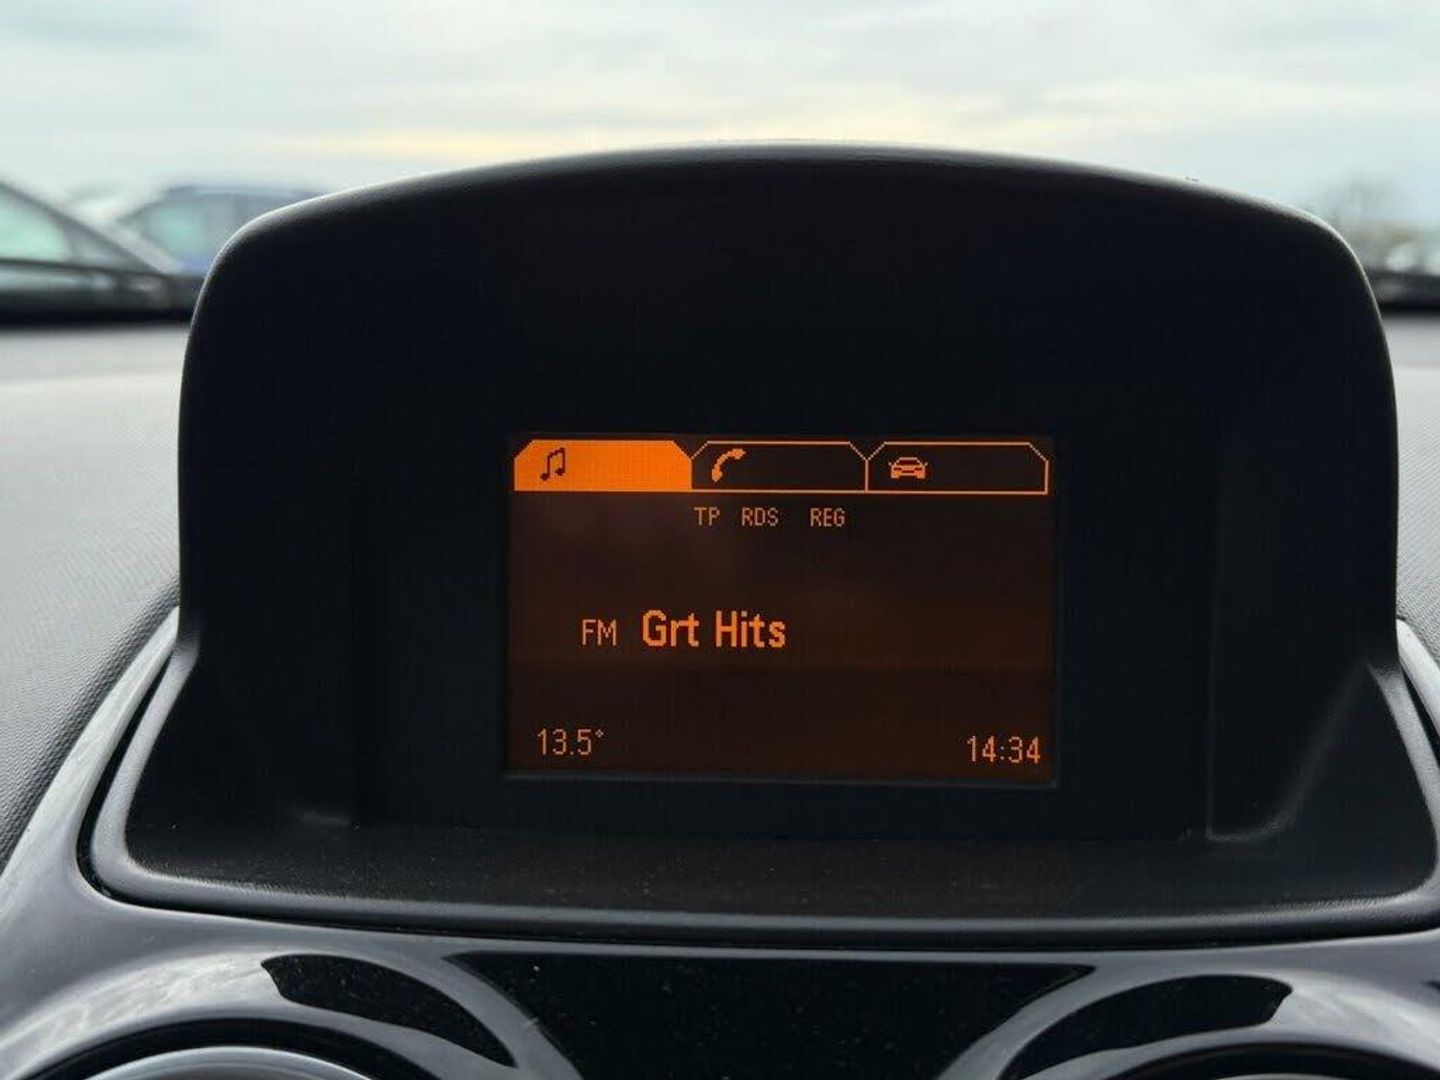 TP RDS REG
FM Grt Hits
13.5° 14:34